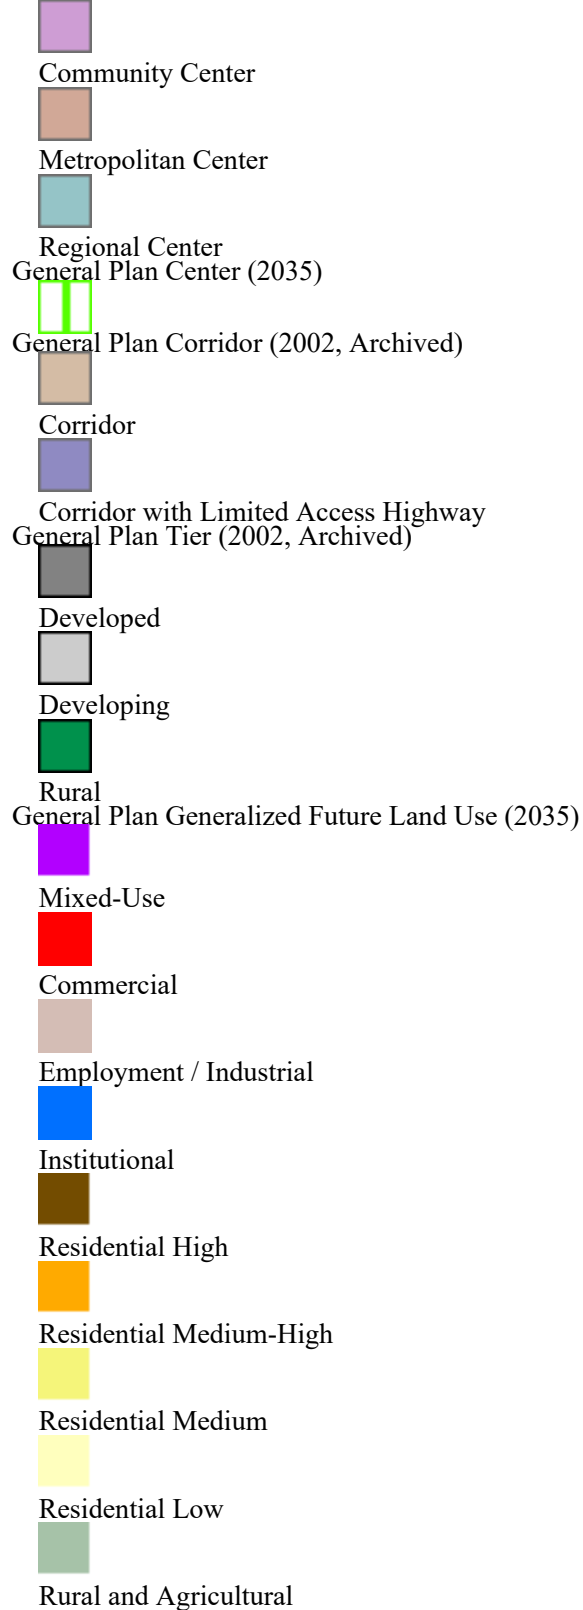 Community Center
Metropolitan Center
Regional Center
General Plan Center (2035)
General Plan Corridor (2002, Archived)
Corridor
Corridor with Limited Access Highway
General Plan Tier (2002, Archived)
Developed
Developing
Rural
General Plan Generalized Future Land Use (2035)
Mixed-Use
Commercial
Employment / Industrial
Institutional
Residential High
Residential Medium-High
Residential Medium
Residential Low
Rural and Agricultural